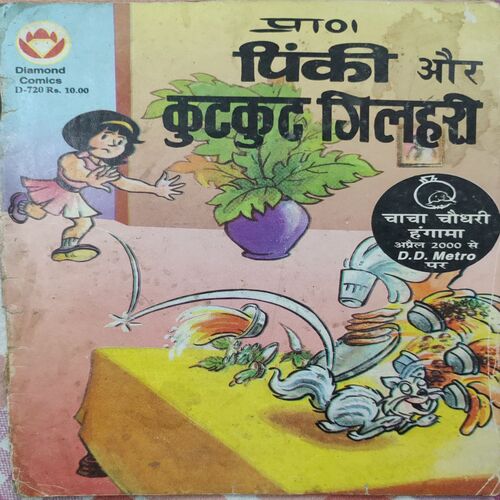 प्राण
Diamond
Comics
D-720 Rs. 10.00
पिंकी और
कुटकुट गिलहरी
चाचा चौधरी
हंगामा
अप्रैल 2000 से
D.D. Metro
पर